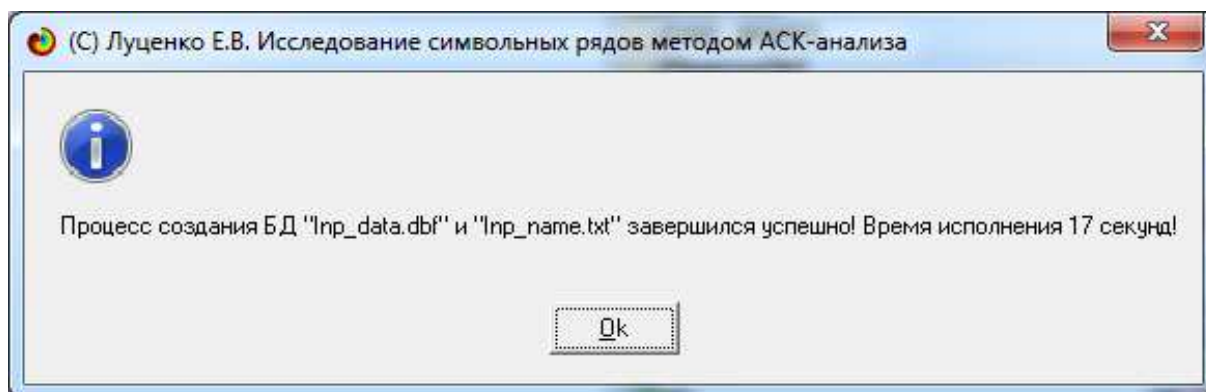 (С) Луценко Е.В. Исследование символьных рядов методом АСК-анализа
Процесс создания БД "Inp_data.dbf" и "Inp_name.txt" завершился успешно! Время исполнения 17 секунд!
Ok